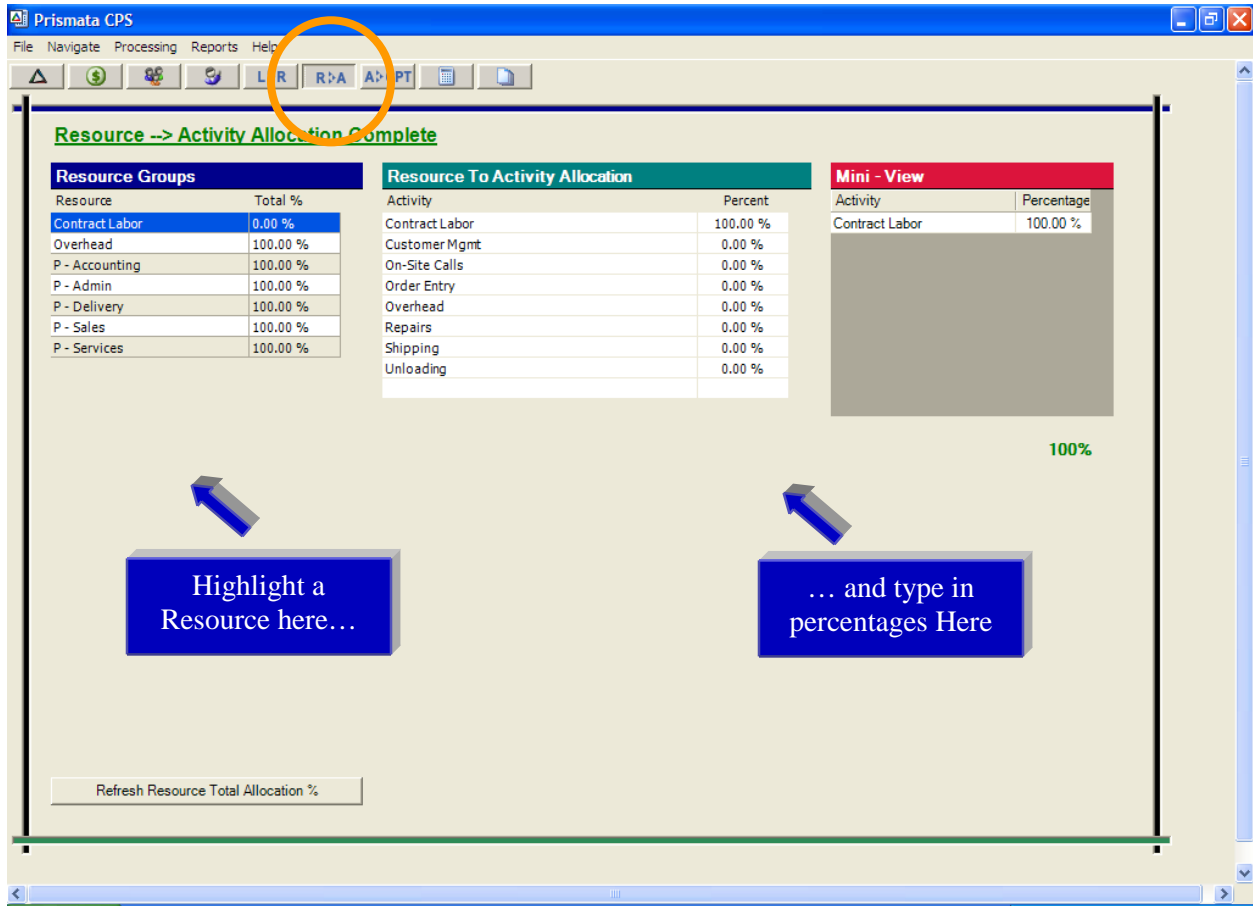 Prismata CPS
File Navigate Processing Reports Help
R>A
Resource --> Activity Allocation Complete
Resource Groups
Resource Total %
Contract Labor 0.00 %
Overhead 100.00 %
P - Accounting 100.00 %
P - Admin 100.00 %
P - Delivery 100.00 %
P - Sales 100.00 %
P - Services 100.00 %
Resource To Activity Allocation
Activity Percent
Contract Labor 100.00 %
Customer Mgmt 0.00 %
On-Site Calls 0.00 %
Order Entry 0.00 %
Overhead 0.00 %
Repairs 0.00 %
Shipping 0.00 %
Unloading 0.00 %
Mini - View
Activity Percentage
Contract Labor 100.00 %
100%
Highlight a
Resource here…
… and type in
percentages Here
Refresh Resource Total Allocation %